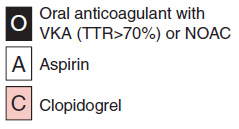 O Oral anticoagulant with
VKA (TTR>70%) or NOAC
A Aspirin
C Clopidogrel